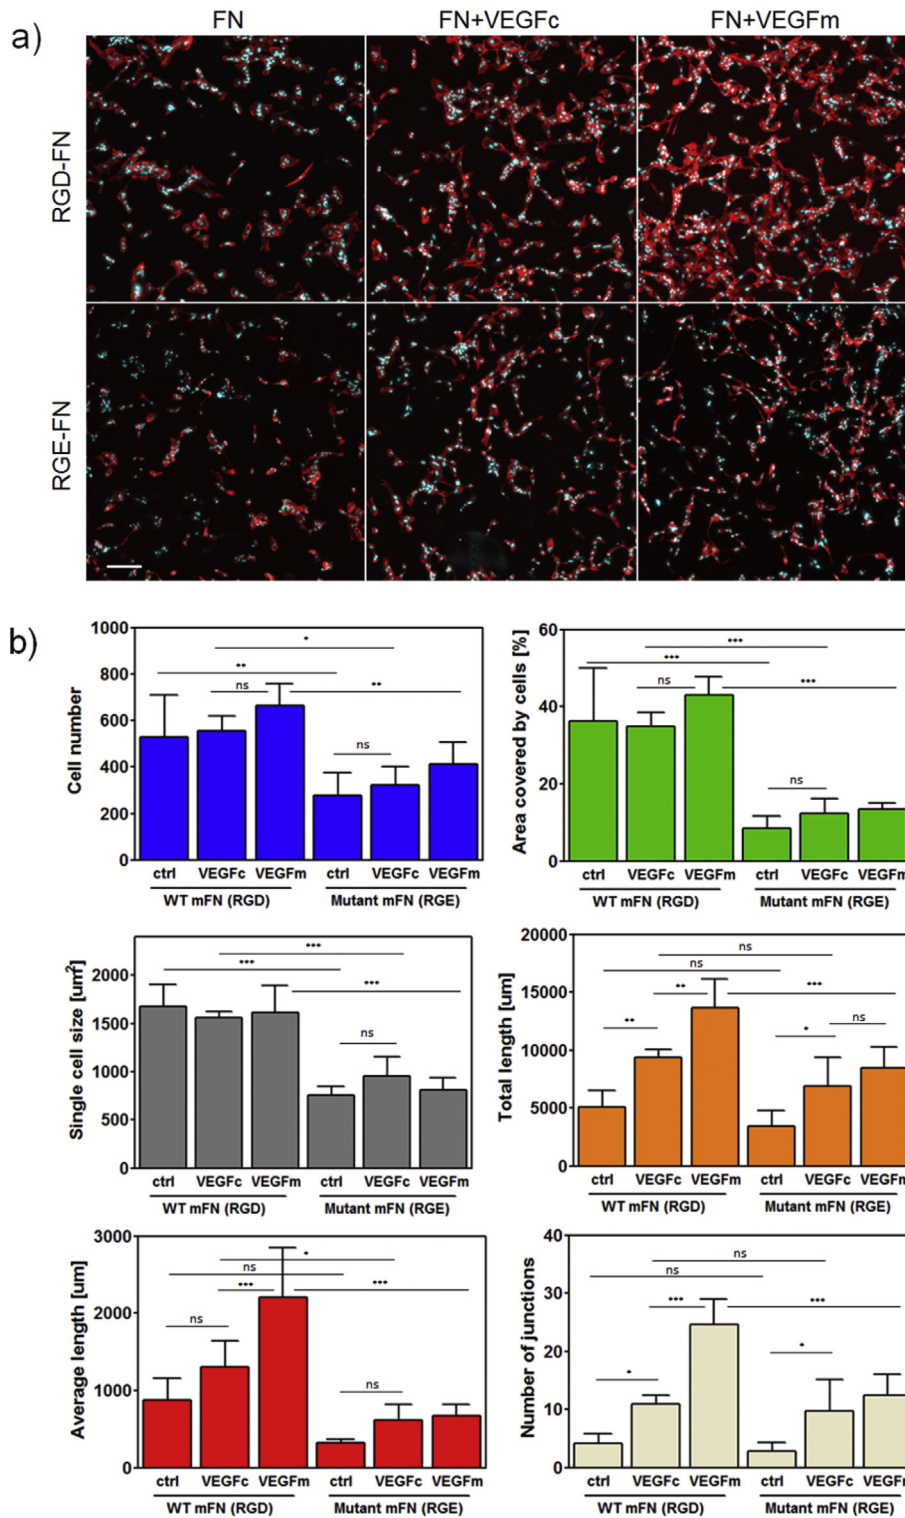 a)
FN FN+VEGFc FN+VEGFm
RGD-FN
RGE-FN
b)
Cell number
1000
800
600
400
200
0
*
**
ns
**
ns
ctrl VEGFc VEGFm ctrl VEGFc VEGFm
WT mFN (RGD) Mutant mFN (RGE)
Area covered by cells [%]
60
40
20
0
***
***
ns
***
ns
ctrl VEGFc VEGFm ctrl VEGFc VEGFm
WT mFN (RGD) Mutant mFN (RGE)
Single cell size [um²]
2000
1500
1000
500
0
***
***
***
ns
ctrl VEGFc VEGFm ctrl VEGFc VEGFm
WT mFN (RGD) Mutant mFN (RGE)
Total length [um]
20000
15000
10000
5000
0
ns
ns
** ***
** * ns
ctrl VEGFc VEGFm ctrl VEGFc VEGFm
WT mFN (RGD) Mutant mFN (RGE)
Average length [um]
3000
2000
1000
0
*
ns
*** ***
ns
ns
ctrl VEGFc VEGFm ctrl VEGFc VEGFm
WT mFN (RGD) Mutant mFN (RGE)
Number of junctions
40
30
20
10
0
ns
ns
*** ***
* *
ctrl VEGFc VEGFm ctrl VEGFc VEGFm
WT mFN (RGD) Mutant mFN (RGE)